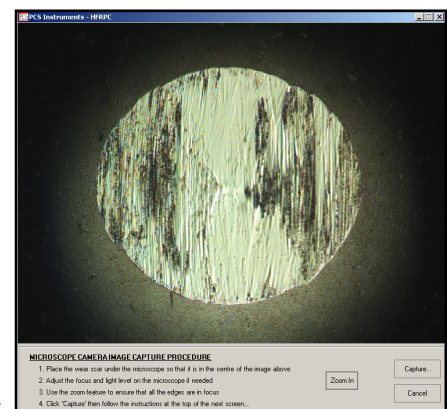 PCS Instruments - HFRPC
MICROSCOPE CAMERA IMAGE CAPTURE PROCEDURE
1. Place the wear scar under the microscope so that it is in the centre of the image above
2. Adjust the focus and light level on the microscope if needed
3. Use the zoom feature to ensure that all the edges are in focus
4. Click 'Capture' then follow the instructions at the top of the next screen...
Zoom In
Capture...
Cancel